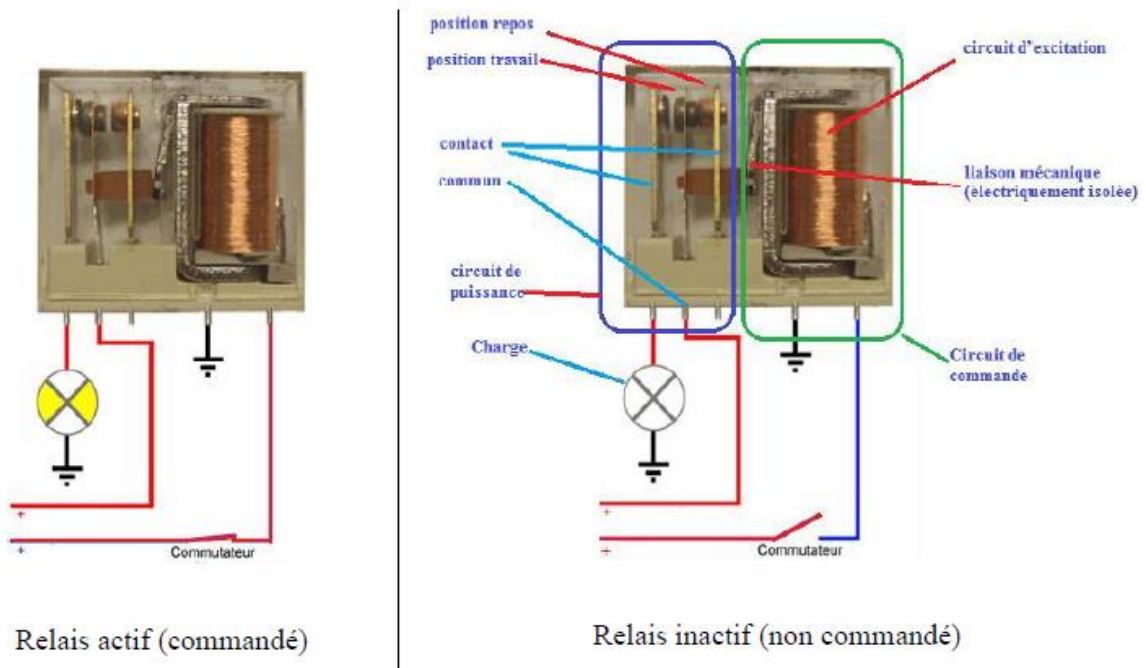 position repos
position travail
circuit d'excitation
contact
commun
liaison mécanique
(électriquement isolée)
circuit de
puissance
Charge
Circuit de
commande
+
+
Commutateur
+
+
Commutateur
Relais actif (commandé)
Relais inactif (non commandé)